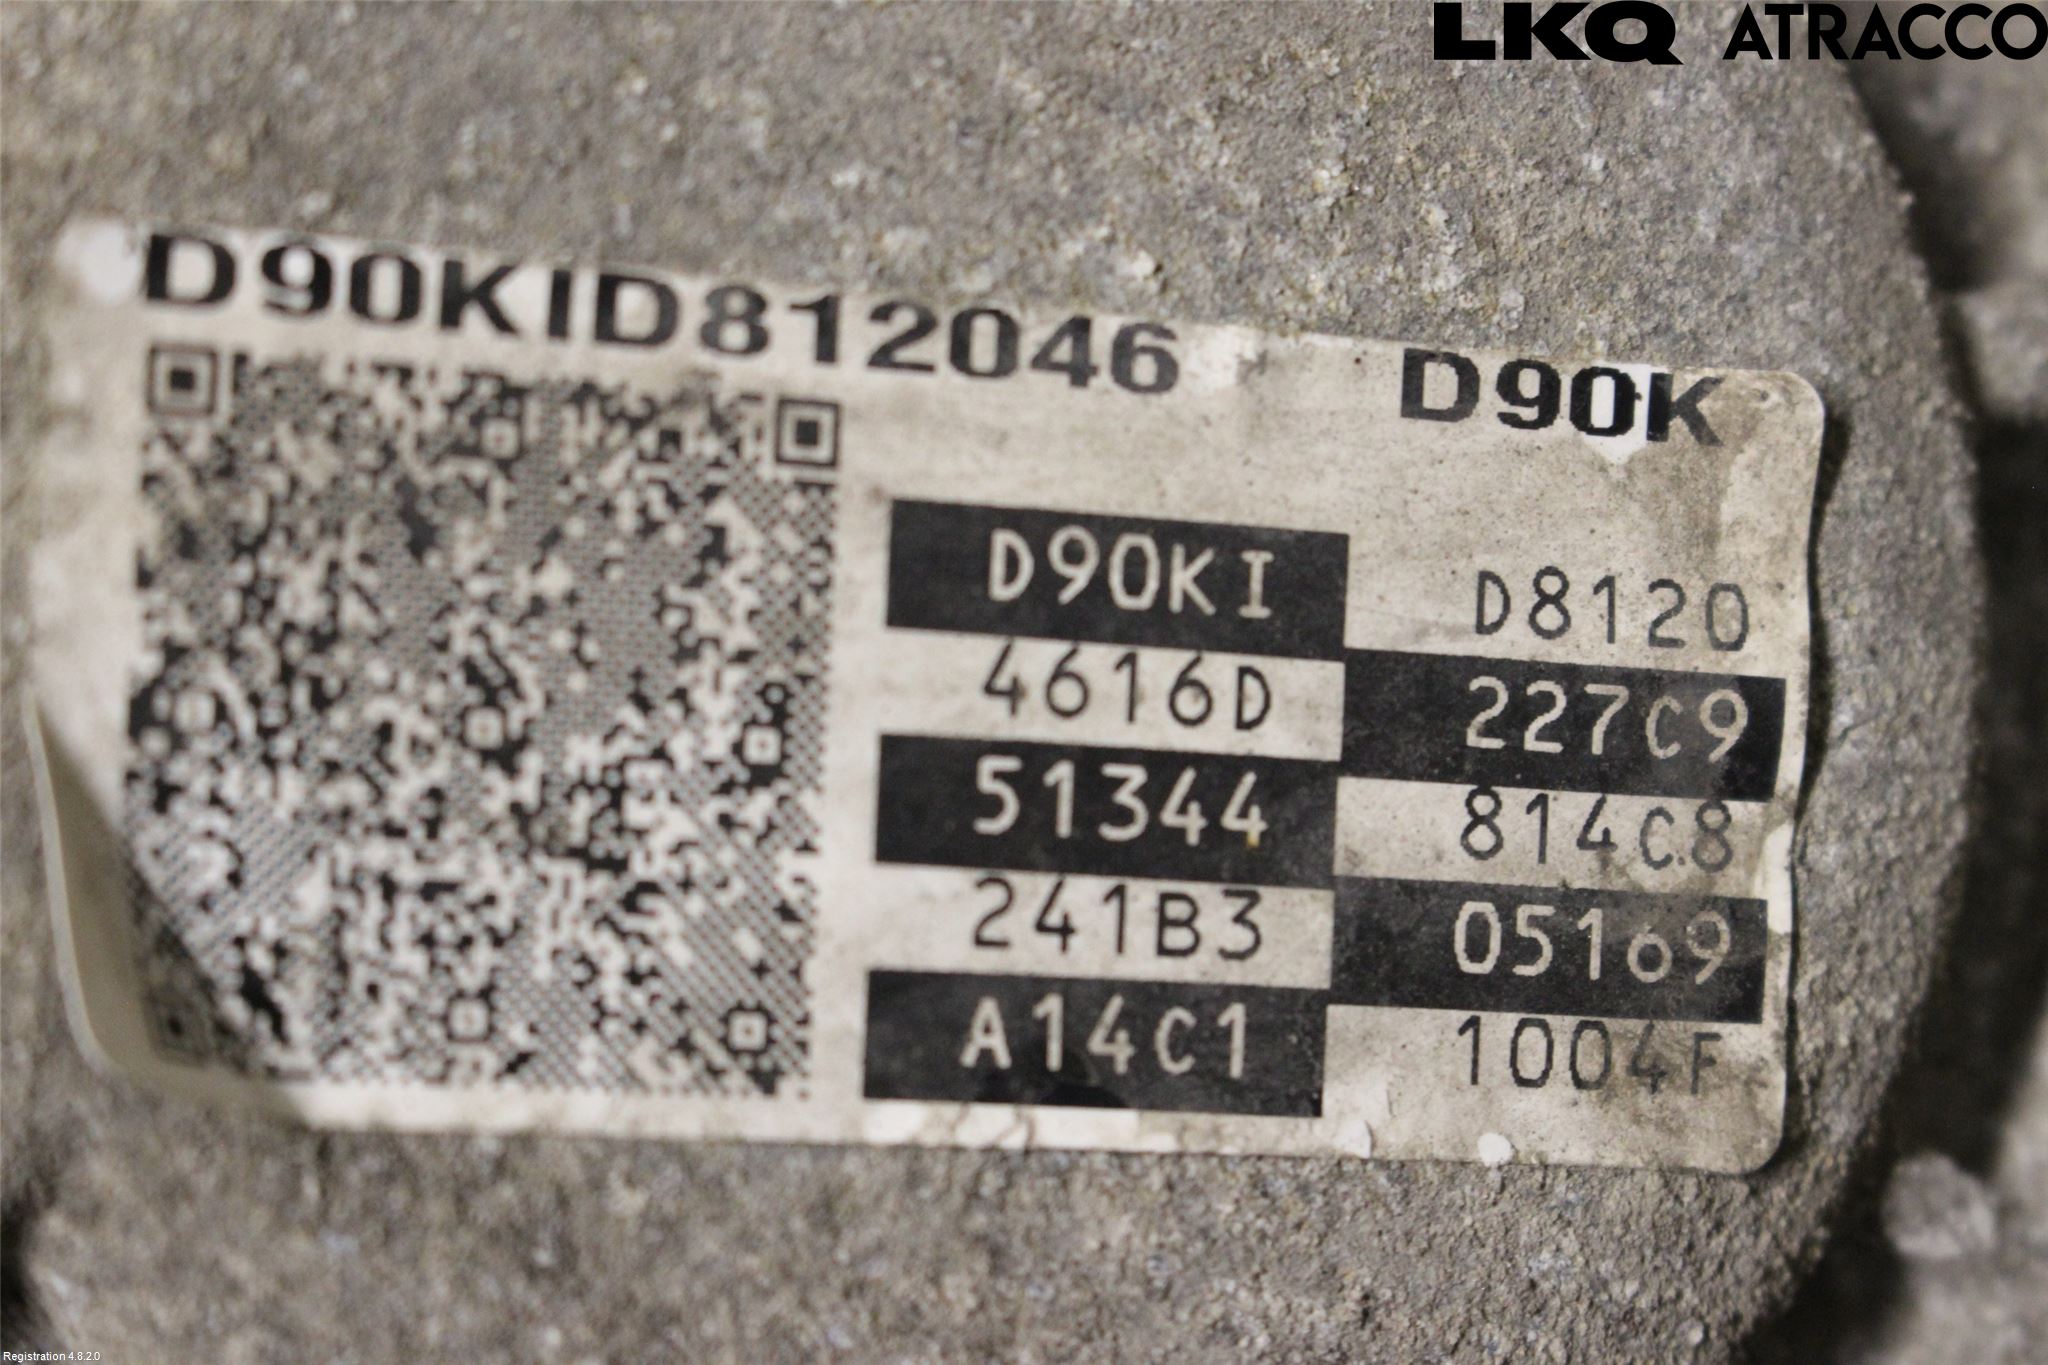 LKQ ATRACCO
D90KID812046 D90K
D90KI D8120
4616D 227C9
51344 814C8
241B3 05169
A14C1 1004F
Registration 4.8.2.0